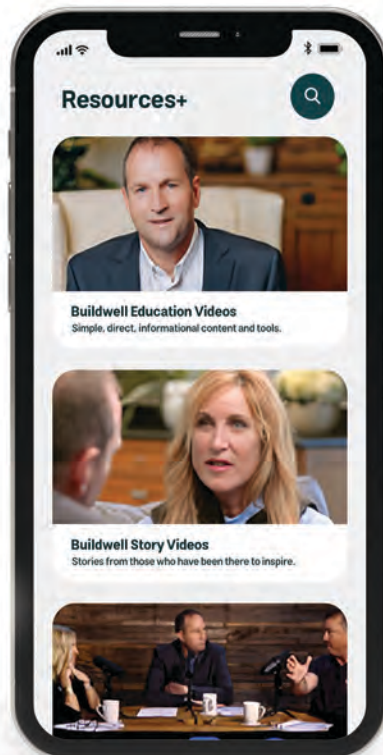 Resources+
Buildwell Education Videos
Simple, direct, informational content and tools.
Buildwell Story Videos
Stories from those who have been there to inspire.